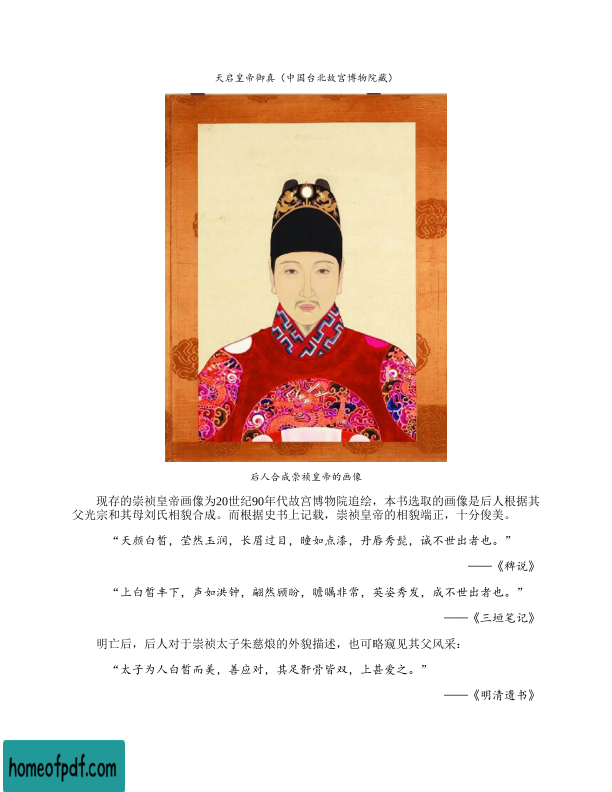 天启皇帝御真（中国台北故宫博物院藏）
后人合成崇祯皇帝的画像
现存的崇祯皇帝画像为20世纪90年代故宫博物院追绘，本书选取的画像是后人根据其
父光宗和其母刘氏相貌合成。而根据史书上记载，崇祯皇帝的相貌端正，十分俊美。
“天颜白皙，莹然玉润，长眉过目，瞳如点漆，丹唇秀髭，诚不世出者也。”
——《稗说》
“上白皙丰下，声如洪钟，翩然顾盼，瞻瞩非常，英姿秀发，成不世出者也。”
——《三垣笔记》
明亡后，后人对于崇祯太子朱慈烺的外貌描述，也可略窥见其父风采：
“太子为人白皙而美，善应对，其足骭骨皆双，上甚爱之。”
——《明清遗书》
homeofpdf.com